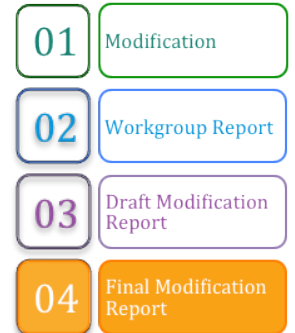 01
Modification
02
Workgroup Report
03
Draft Modification
Report
04
Final Modification
Report